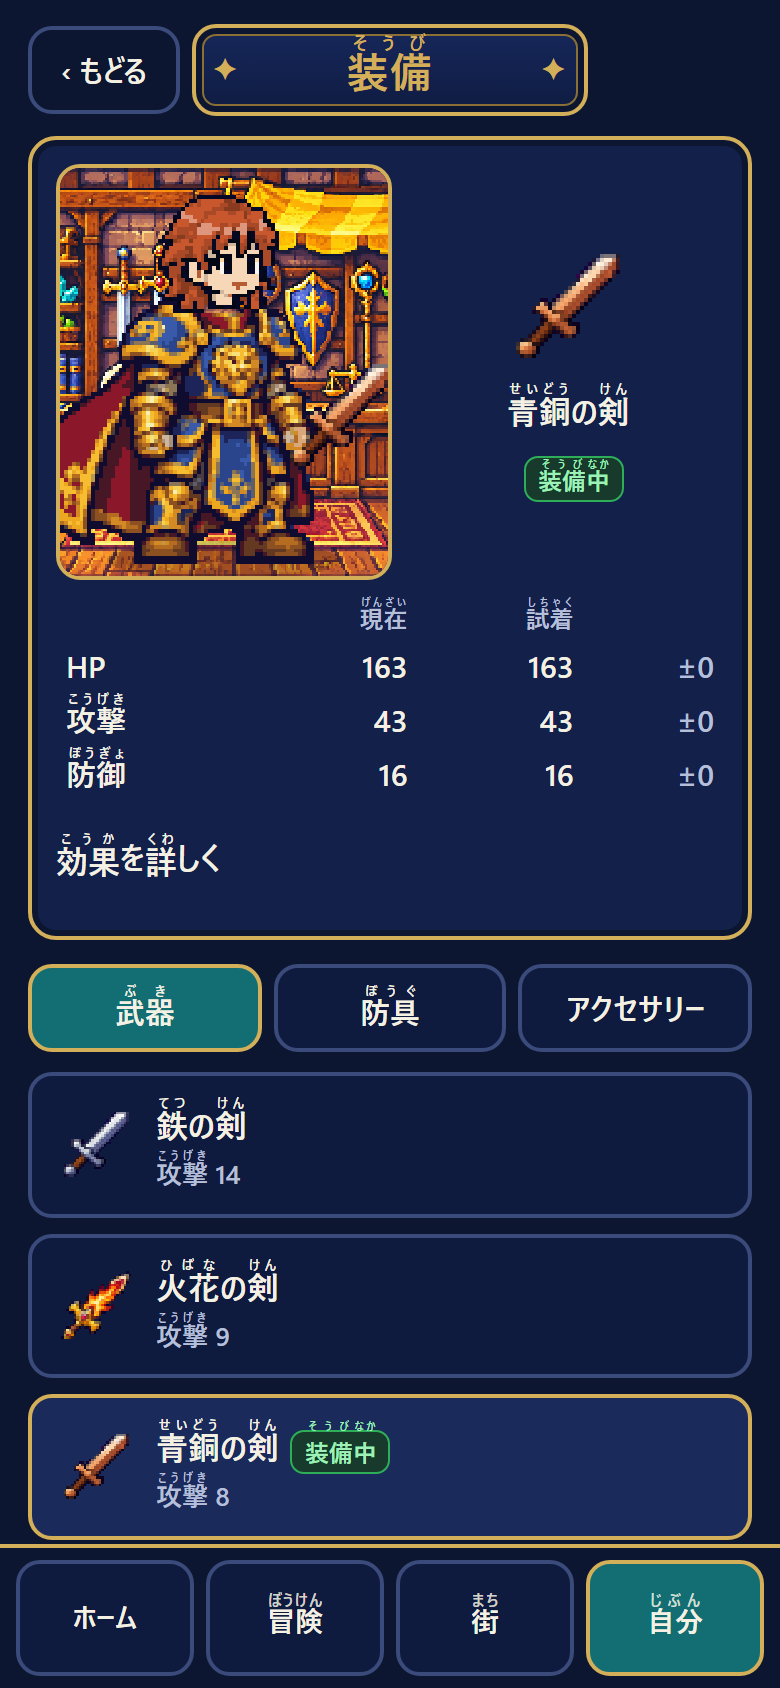 ‹ もどる
そうび
装備
せいどう けん
青銅の剣
そうびなか
装備中
げんざい しちゃく
現在 試着
HP 163 163 ±0
こうげき
攻撃 43 43 ±0
ぼうぎょ
防御 16 16 ±0
こうか くわ
効果を詳しく
ぶき ぼうぐ
武器 防具 アクセサリー
てつ けん
鉄の剣
こうげき
攻撃 14
ひばな けん
火花の剣
こうげき
攻撃 9
せいどう けん そうびなか
青銅の剣 装備中
こうげき
攻撃 8
ぼうけん まち じぶん
ホーム 冒険 街 自分